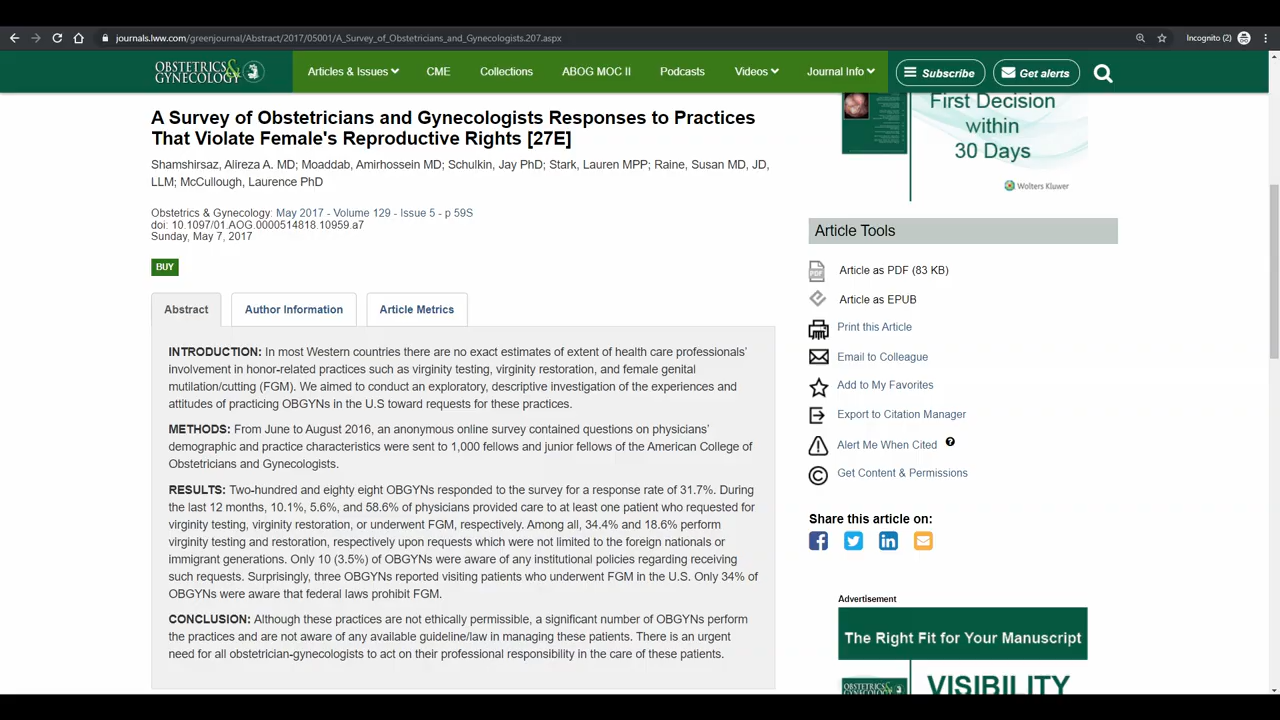 journals.lww.com/greenjournal/Abstract/2017/05001/A_Survey_of_Obstetricians_and_Gynecologists.207.aspx
Incognito (2)
OBSTETRICS & GYNECOLOGY
Articles & Issues
CME
Collections
ABOG MOC II
Podcasts
Videos
Journal Info
Subscribe
Get alerts
A Survey of Obstetricians and Gynecologists Responses to Practices
That Violate Female's Reproductive Rights [27E]
Shamshirsaz, Alireza A. MD; Moaddab, Amirhossein MD; Schulkin, Jay PhD; Stark, Lauren MPP; Raine, Susan MD, JD,
LLM; McCullough, Laurence PhD
Obstetrics & Gynecology: May 2017 - Volume 129 - Issue 5 - p 59S
doi: 10.1097/01.AOG.0000514818.10959.a7
Sunday, May 7, 2017
BUY
Abstract
Author Information
Article Metrics
INTRODUCTION: In most Western countries there are no exact estimates of extent of health care professionals’
involvement in honor-related practices such as virginity testing, virginity restoration, and female genital
mutilation/cutting (FGM). We aimed to conduct an exploratory, descriptive investigation of the experiences and
attitudes of practicing OBGYNs in the U.S toward requests for these practices.
METHODS: From June to August 2016, an anonymous online survey contained questions on physicians’
demographic and practice characteristics were sent to 1,000 fellows and junior fellows of the American College of
Obstetricians and Gynecologists.
RESULTS: Two-hundred and eighty eight OBGYNs responded to the survey for a response rate of 31.7%. During
the last 12 months, 10.1%, 5.6%, and 58.6% of physicians provided care to at least one patient who requested for
virginity testing, virginity restoration, or underwent FGM, respectively. Among all, 34.4% and 18.6% perform
virginity testing and restoration, respectively upon requests which were not limited to the foreign nationals or
immigrant generations. Only 10 (3.5%) of OBGYNs were aware of any institutional policies regarding receiving
such requests. Surprisingly, three OBGYNs reported visiting patients who underwent FGM in the U.S. Only 34% of
OBGYNs were aware that federal laws prohibit FGM.
CONCLUSION: Although these practices are not ethically permissible, a significant number of OBGYNs perform
the practices and are not aware of any available guideline/law in managing these patients. There is an urgent
need for all obstetrician-gynecologists to act on their professional responsibility in the care of these patients.
First Decision
within
30 Days
Wolters Kluwer
Article Tools
Article as PDF (83 KB)
Article as EPUB
Print this Article
Email to Colleague
Add to My Favorites
Export to Citation Manager
Alert Me When Cited
Get Content & Permissions
Share this article on:
Advertisement
The Right Fit for Your Manuscript
OBSTETRICS
VISIBILITY